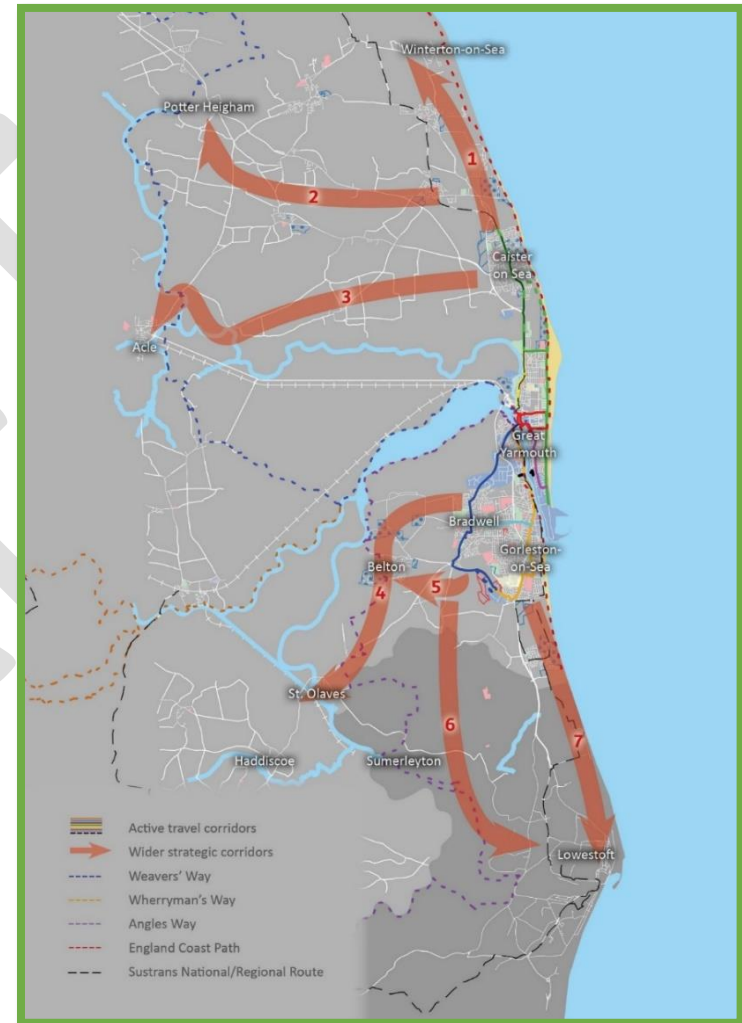 Winterton-on-Sea
Potter Heigham
1
2
Caister
on Sea
3
Acle
Great
Yarmouth
Bradwell
Gorleston-
on-Sea
Belton
5
4
St. Olaves
6
7
Haddiscoe
Sumerleyton
Lowestoft
Active travel corridors
Wider strategic corridors
Weavers' Way
Wherryman's Way
Angles Way
England Coast Path
Sustrans National/Regional Route